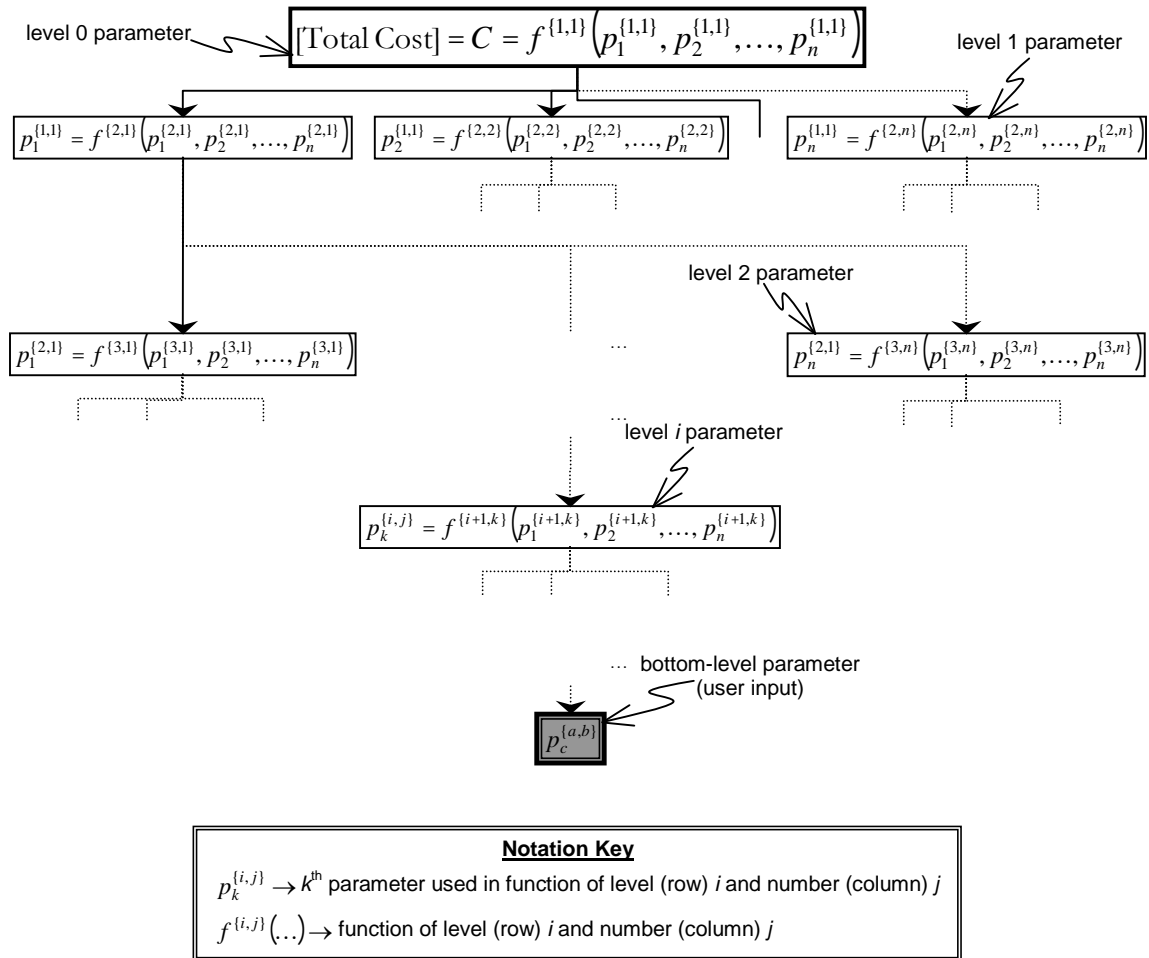 level 0 parameter
[Total Cost] = C = f^{1,1}(p_1^{1,1}, p_2^{1,1},…, p_n^{1,1})
level 1 parameter
p_1^{1,1} = f^{2,1}(p_1^{2,1}, p_2^{2,1},…, p_n^{2,1})
p_2^{1,1} = f^{2,2}(p_1^{2,2}, p_2^{2,2},…, p_n^{2,2})
p_n^{1,1} = f^{2,n}(p_1^{2,n}, p_2^{2,n},…, p_n^{2,n})
level 2 parameter
p_1^{2,1} = f^{3,1}(p_1^{3,1}, p_2^{3,1},…, p_n^{3,1})
…
p_n^{2,1} = f^{3,n}(p_1^{3,n}, p_2^{3,n},…, p_n^{3,n})
…
level i parameter
p_k^{i,j} = f^{i+1,k}(p_1^{i+1,k}, p_2^{i+1,k},…, p_n^{i+1,k})
… bottom-level parameter
(user input)
p_c^{a,b}
Notation Key
p_k^{i,j} → k^th parameter used in function of level (row) i and number (column) j
f^{i,j}(…) → function of level (row) i and number (column) j